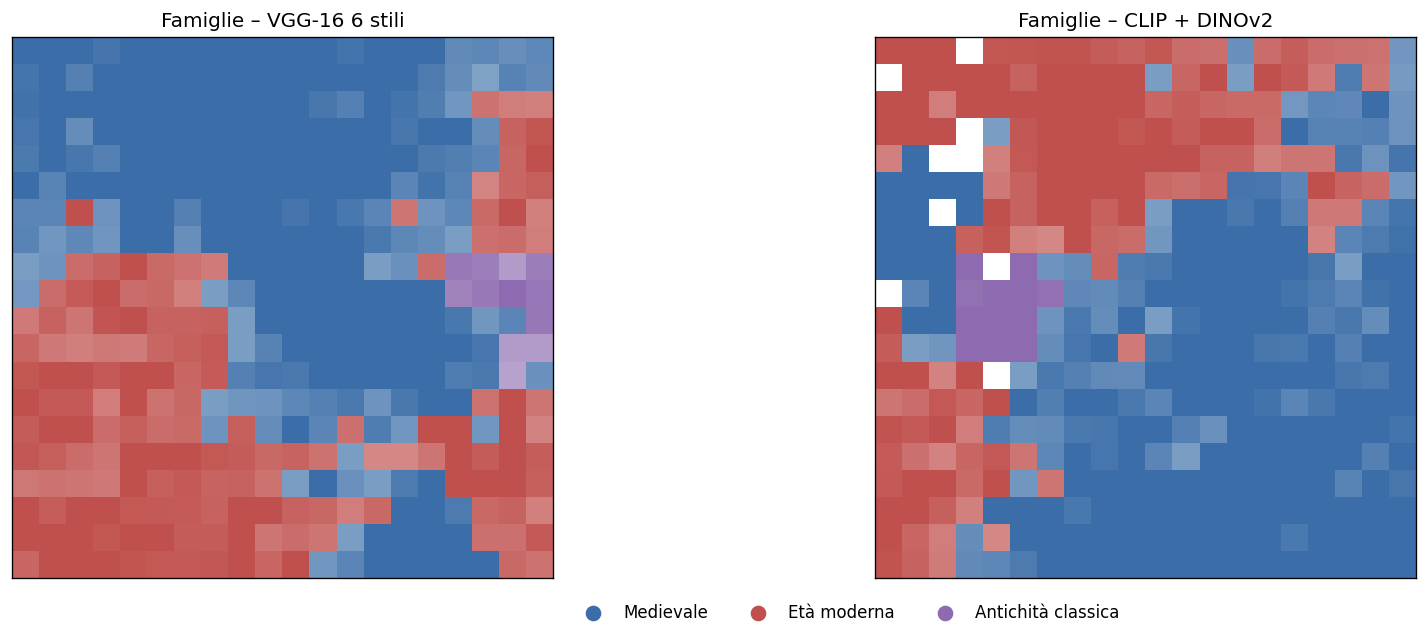 Famiglie – VGG-16 6 stili
Famiglie – CLIP + DINOv2
Medievale
Età moderna
Antichità classica